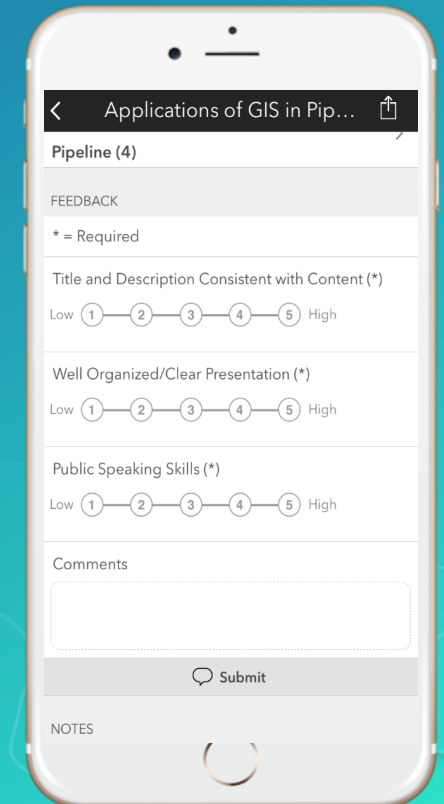 Applications of GIS in Pip...
Pipeline (4)
FEEDBACK
* = Required
Title and Description Consistent with Content (*)
Low 1 2 3 4 5 High
Well Organized/Clear Presentation (*)
Low 1 2 3 4 5 High
Public Speaking Skills (*)
Low 1 2 3 4 5 High
Comments
Submit
NOTES